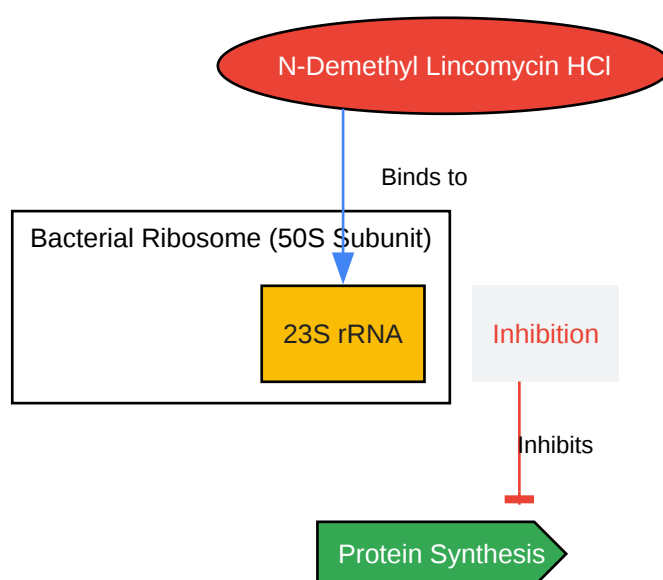 N-Demethyl Lincomycin HCl
Binds to
Bacterial Ribosome (50S Subunit)
23S rRNA
Inhibition
Inhibits
Protein Synthesis